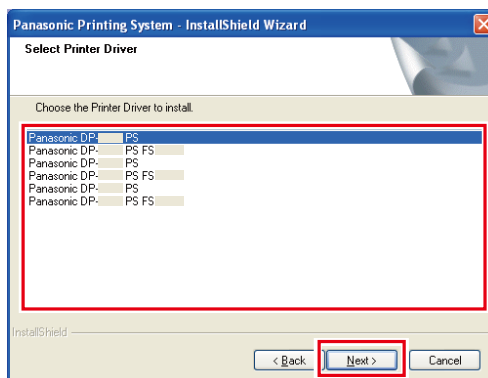 Panasonic Printing System - InstallShield Wizard
Select Printer Driver
Choose the Printer Driver to install.
Panasonic DP- PS
Panasonic DP- PS FS
Panasonic DP- PS
Panasonic DP- PS FS
Panasonic DP- PS
Panasonic DP- PS FS
InstallShield
< Back Next > Cancel